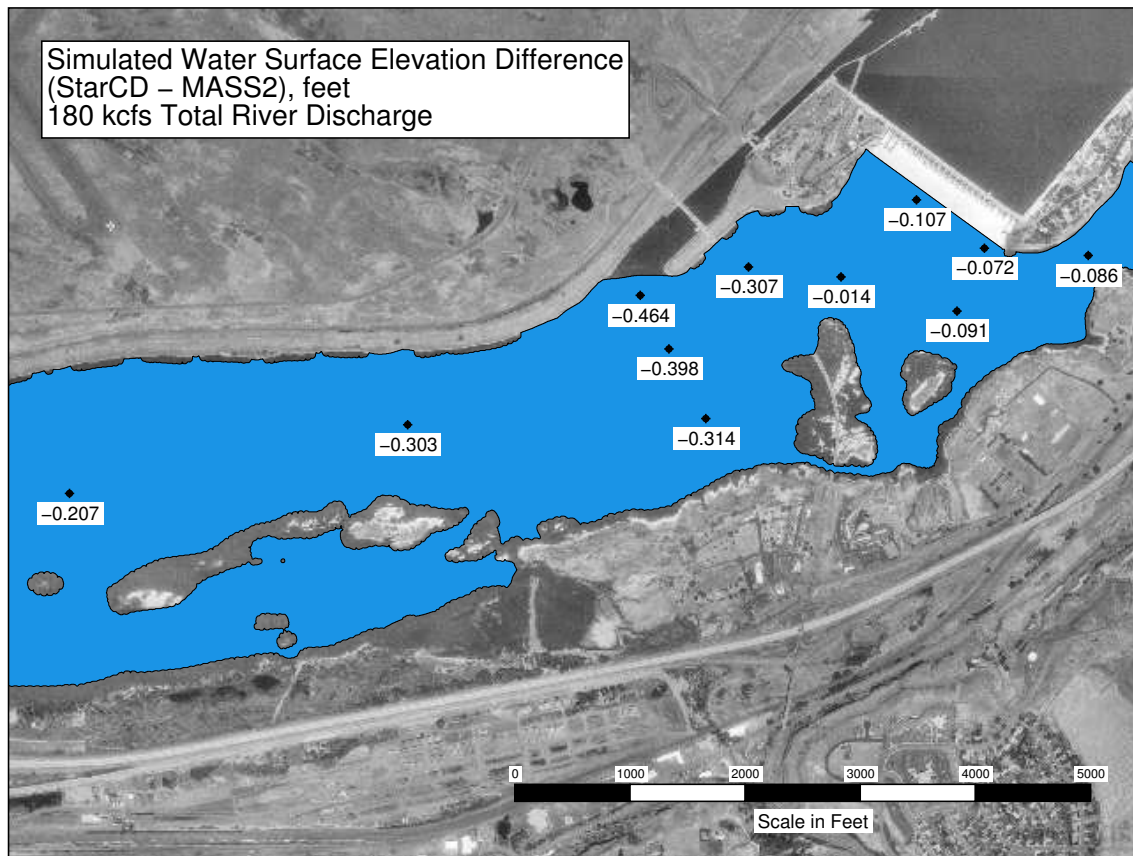 Simulated Water Surface Elevation Difference
(StarCD − MASS2), feet
180 kcfs Total River Discharge
−0.107
−0.072
−0.086
−0.307
−0.014
−0.464
−0.091
−0.398
−0.314
−0.303
−0.207
0 1000 2000 3000 4000 5000
Scale in Feet